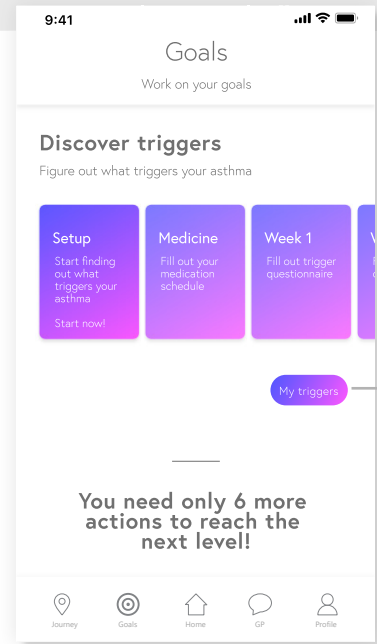 9:41
Goals
Work on your goals
Discover triggers
Figure out what triggers your asthma
Setup
Start finding
out what
triggers your
asthma
Start now!
Medicine
Fill out your
medication
schedule
Week 1
Fill out trigger
questionnaire
My triggers
You need only 6 more
actions to reach the
next level!
Journey
Goals
Home
GP
Profile